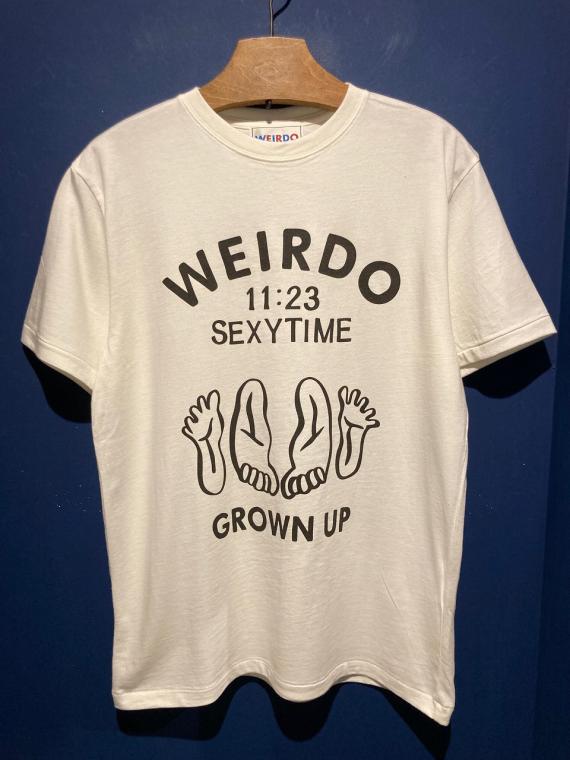 WEIRDO
WEIRDO
11:23
SEXYTIME
GROWN UP